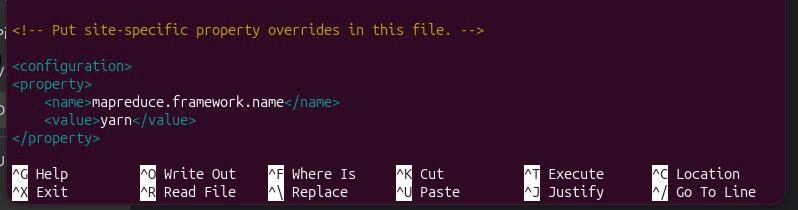 <!-- Put site-specific property overrides in this file. -->
<configuration>
<property>
    <name>mapreduce.framework.name</name>
    <value>yarn</value>
</property>
^G Help ^O Write Out ^F Where Is ^K Cut ^T Execute ^C Location
^X Exit ^R Read File ^\ Replace ^U Paste ^J Justify ^/ Go To Line